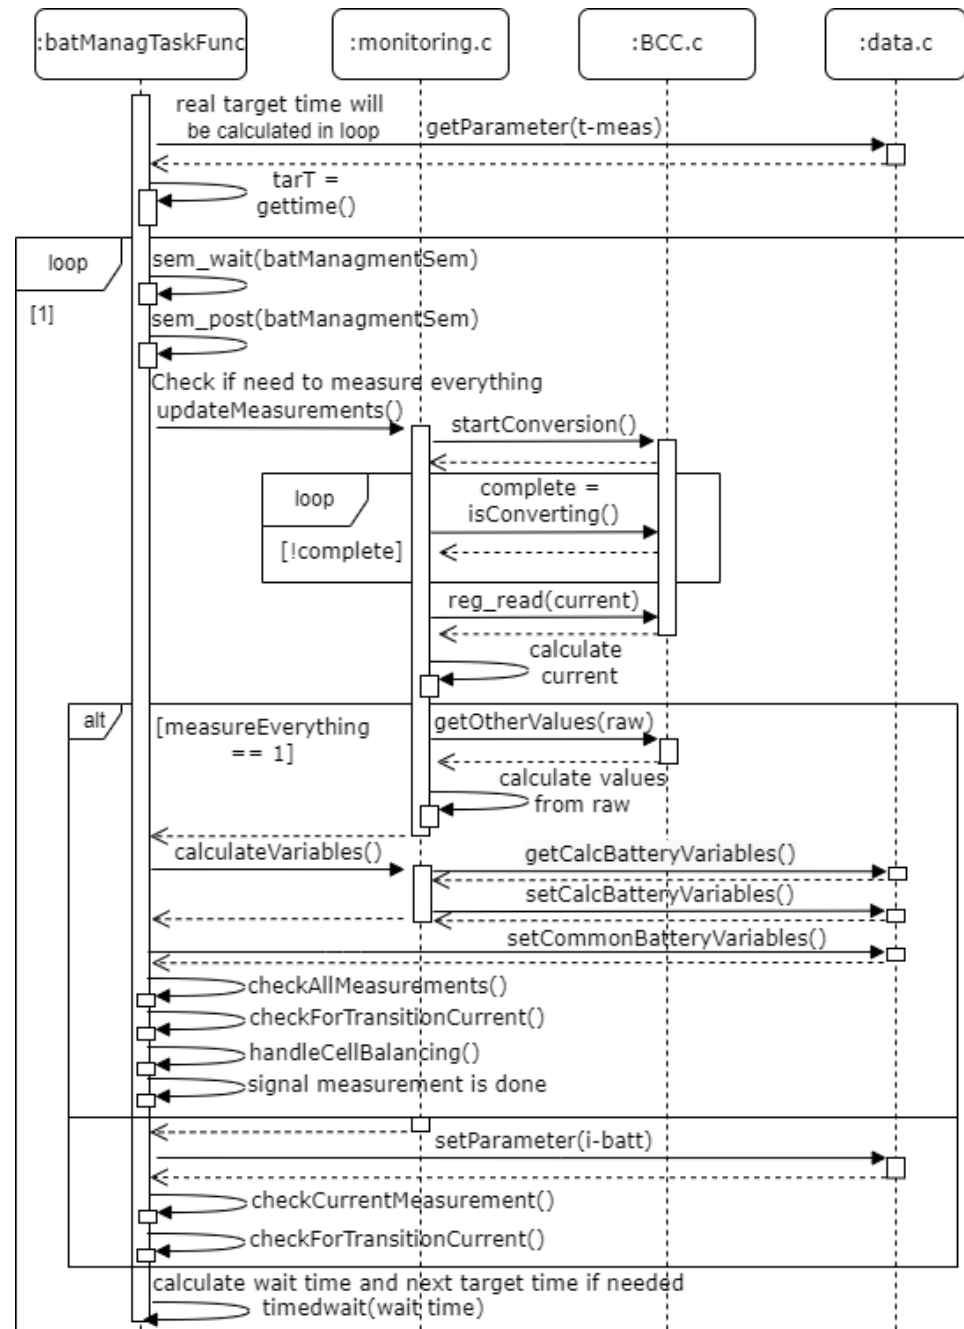 :batManagTaskFunc
:monitoring.c
:BCC.c
:data.c
real target time will
be calculated in loop
getParameter(t-meas)
tarT =
gettime()
loop
sem_wait(batManagmentSem)
[1]
sem_post(batManagmentSem)
Check if need to measure everything
updateMeasurements()
startConversion()
loop
complete =
isConverting()
[!complete]
reg_read(current)
calculate
current
alt
[measureEverything
== 1]
getOtherValues(raw)
calculate values
from raw
calculateVariables()
getCalcBatteryVariables()
setCalcBatteryVariables()
setCommonBatteryVariables()
checkAllMeasurements()
checkForTransitionCurrent()
handleCellBalancing()
signal measurement is done
setParameter(i-batt)
checkCurrentMeasurement()
checkForTransitionCurrent()
calculate wait time and next target time if needed
timedwait(wait time)